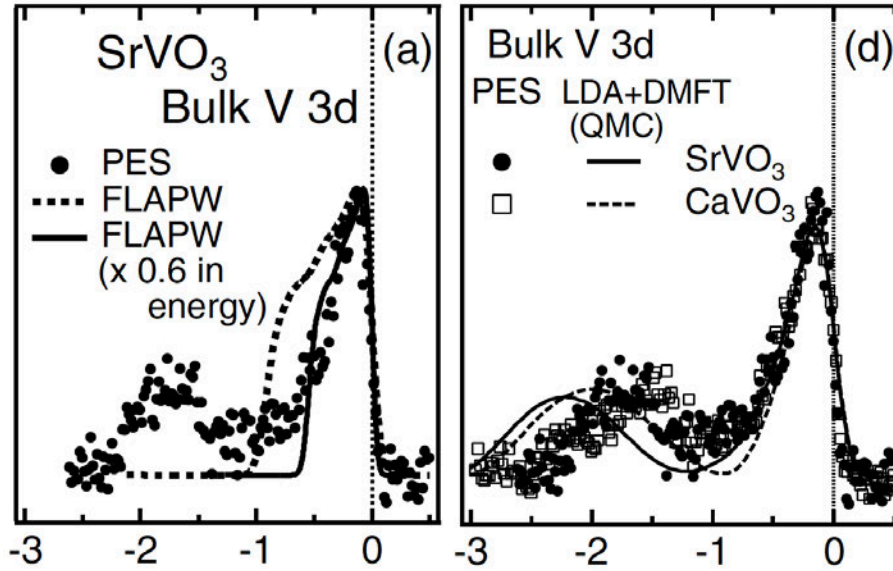 SrVO3 (a)
Bulk V 3d
PES
FLAPW
FLAPW
(x 0.6 in
energy)
-3 -2 -1 0
Bulk V 3d (d)
PES LDA+DMFT
(QMC)
SrVO3
CaVO3
-3 -2 -1 0